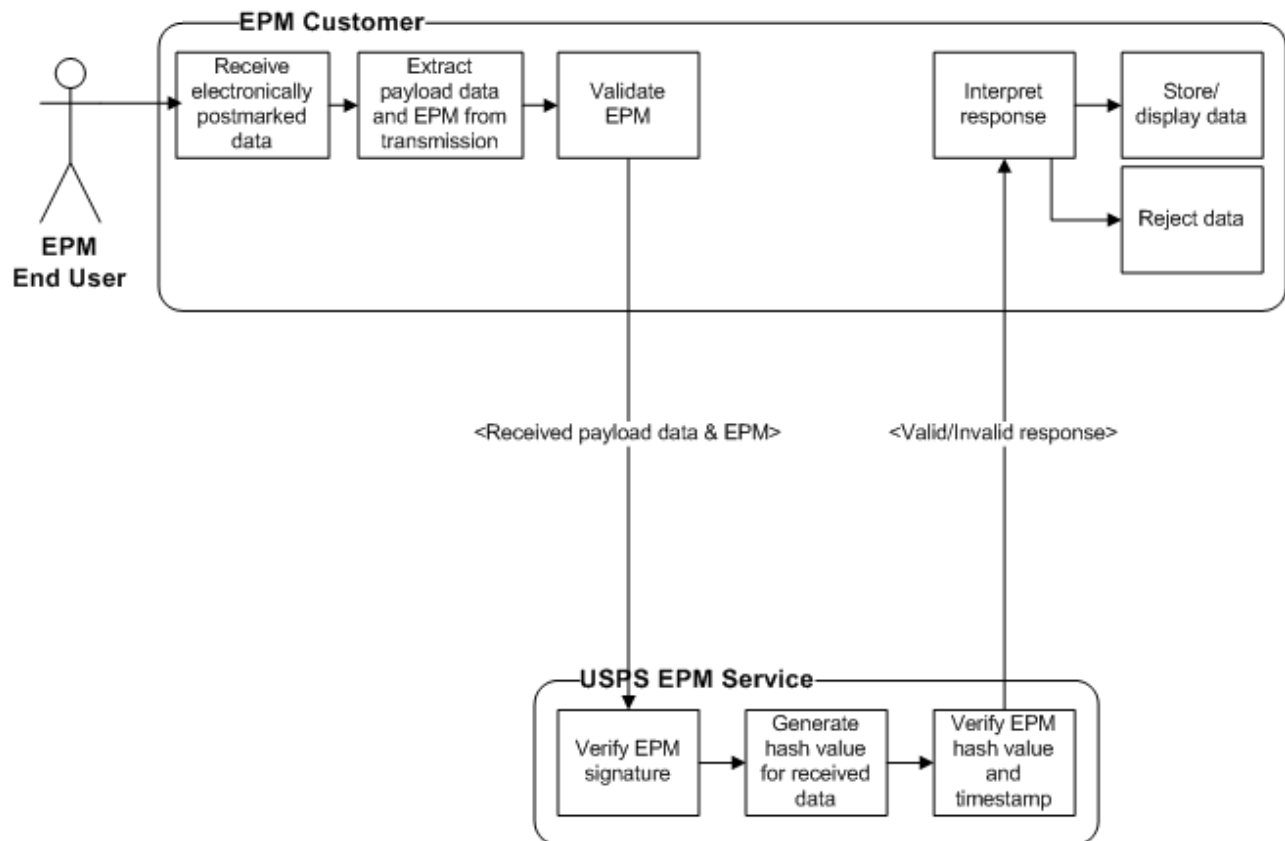 EPM Customer
Receive
electronically
postmarked
data
Extract
payload data
and EPM from
transmission
Validate
EPM
Interpret
response
Store/
display data
Reject data
EPM
End User
<Received payload data & EPM>
<Valid/Invalid response>
USPS EPM Service
Verify EPM
signature
Generate
hash value
for received
data
Verify EPM
hash value
and
timestamp